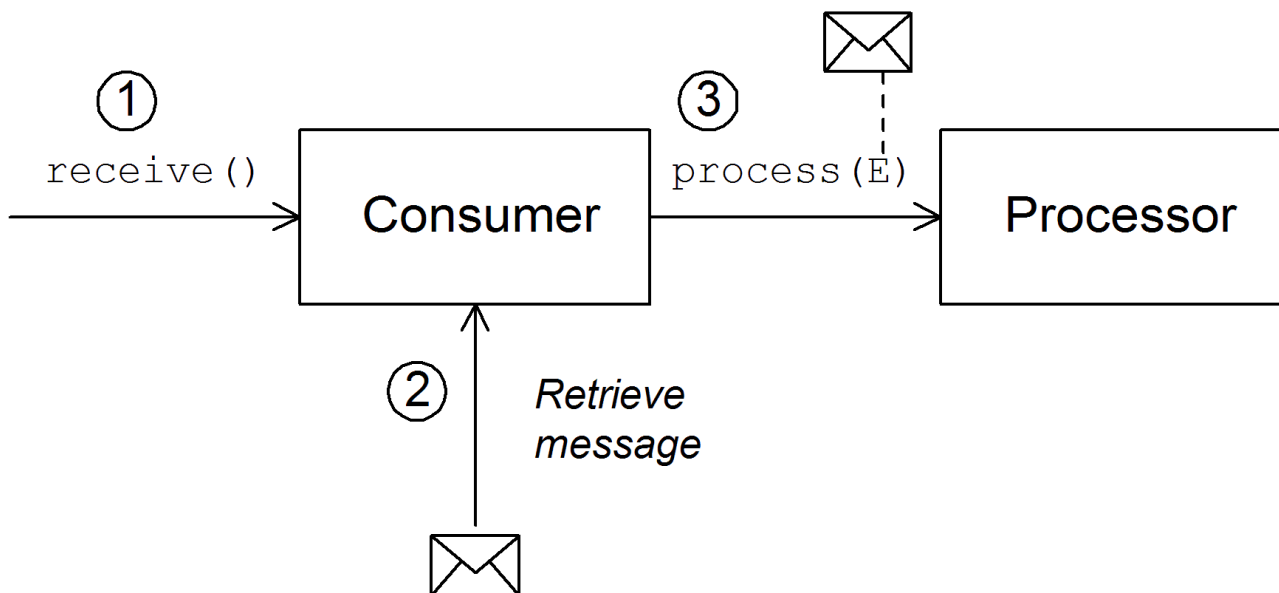 1
3
receive()
process(E)
Consumer
Processor
2
Retrieve
message